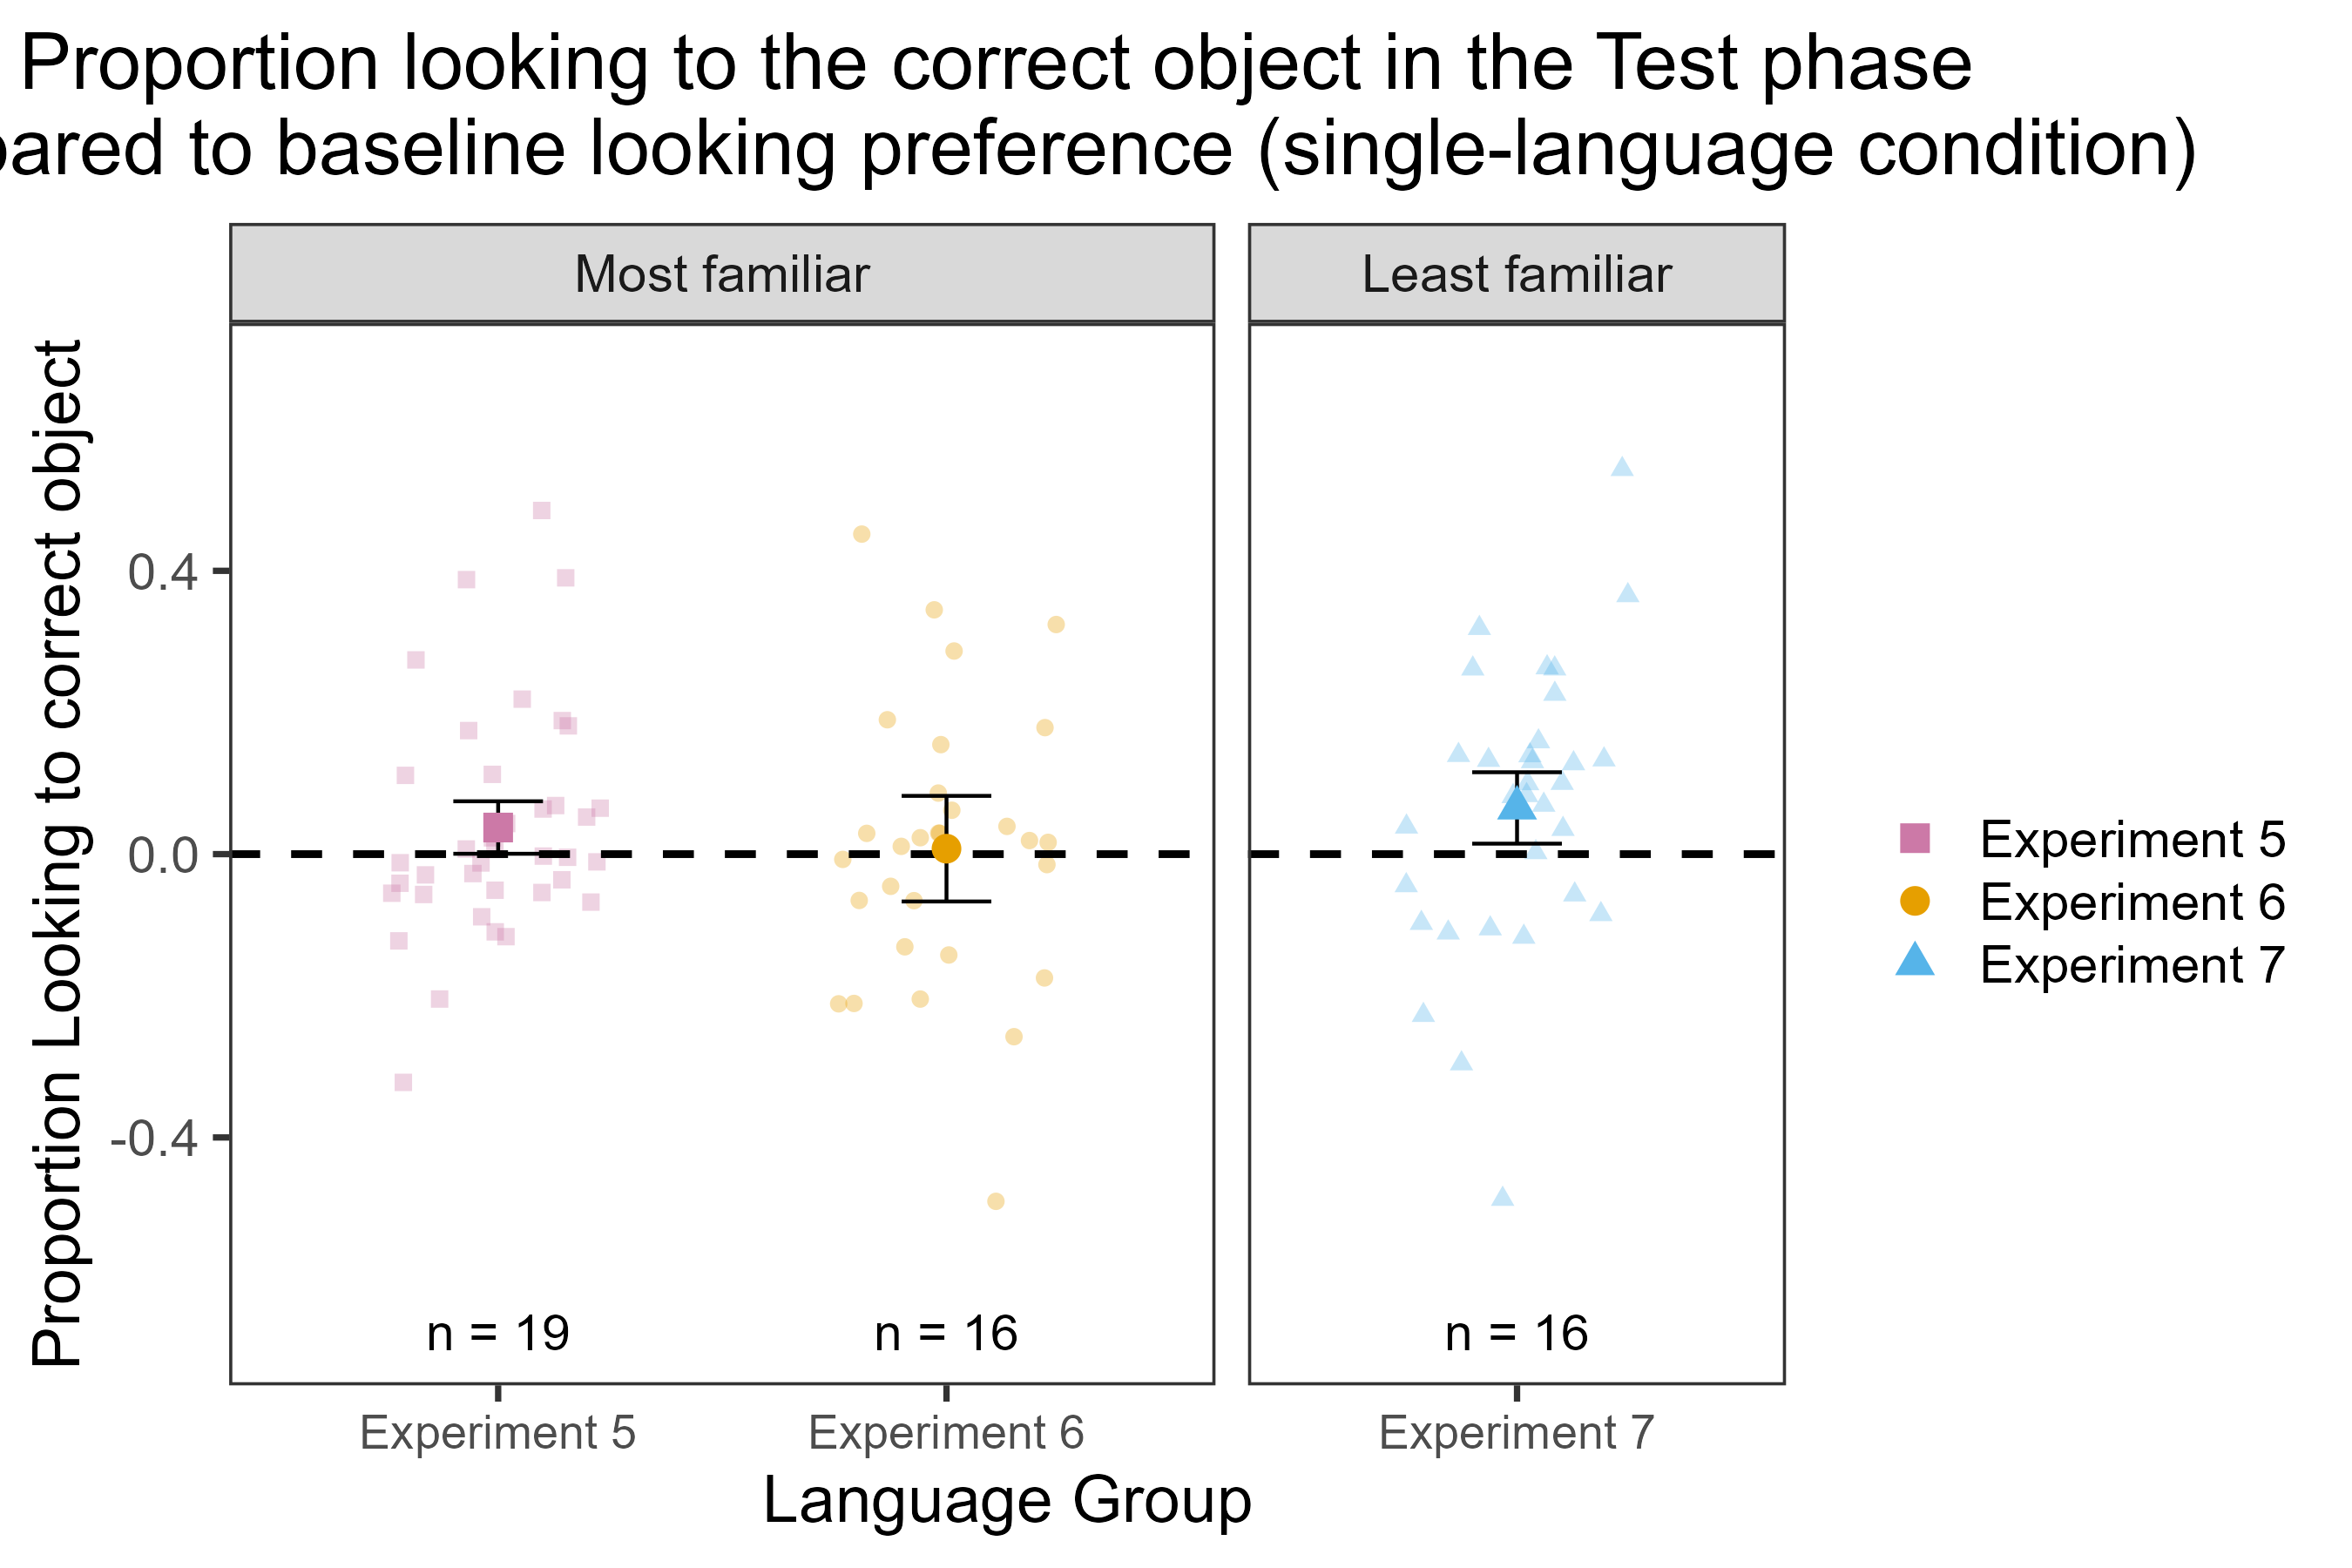 Proportion looking to the correct object in the Test phase
to baseline looking preference (single-language condition)
Most familiar
Least familiar
Proportion Looking to correct object
0.4
0.0
-0.4
n = 19
n = 16
n = 16
Experiment 5
Experiment 6
Experiment 7
Language Group
Experiment 5
Experiment 6
Experiment 7